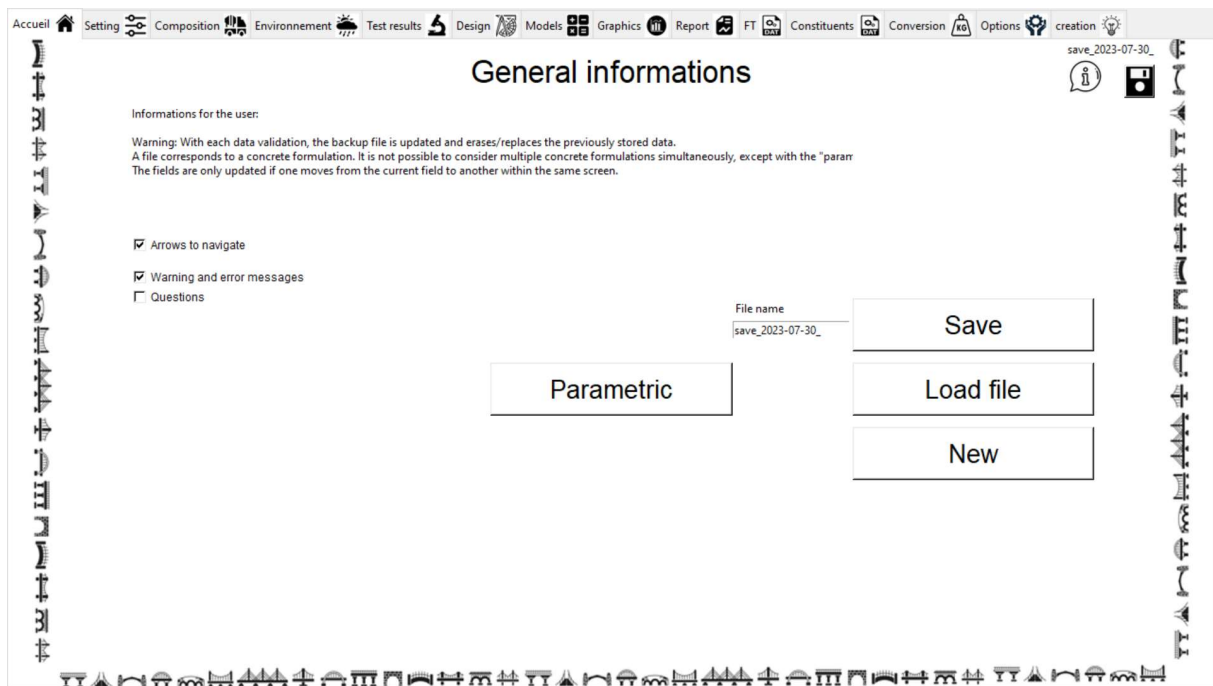 Accueil Setting Composition Environnement Test results Design Models Graphics Report FT Constituents Conversion KG Options creation
save_2023-07-30_
General informations
Informations for the user:
Warning: With each data validation, the backup file is updated and erases/replaces the previously stored data.
A file corresponds to a concrete formulation. It is not possible to consider multiple concrete formulations simultaneously, except with the "param
The fields are only updated if one moves from the current field to another within the same screen.
Arrows to navigate
Warning and error messages
Questions
File name
save_2023-07-30_
Save
Parametric
Load file
New